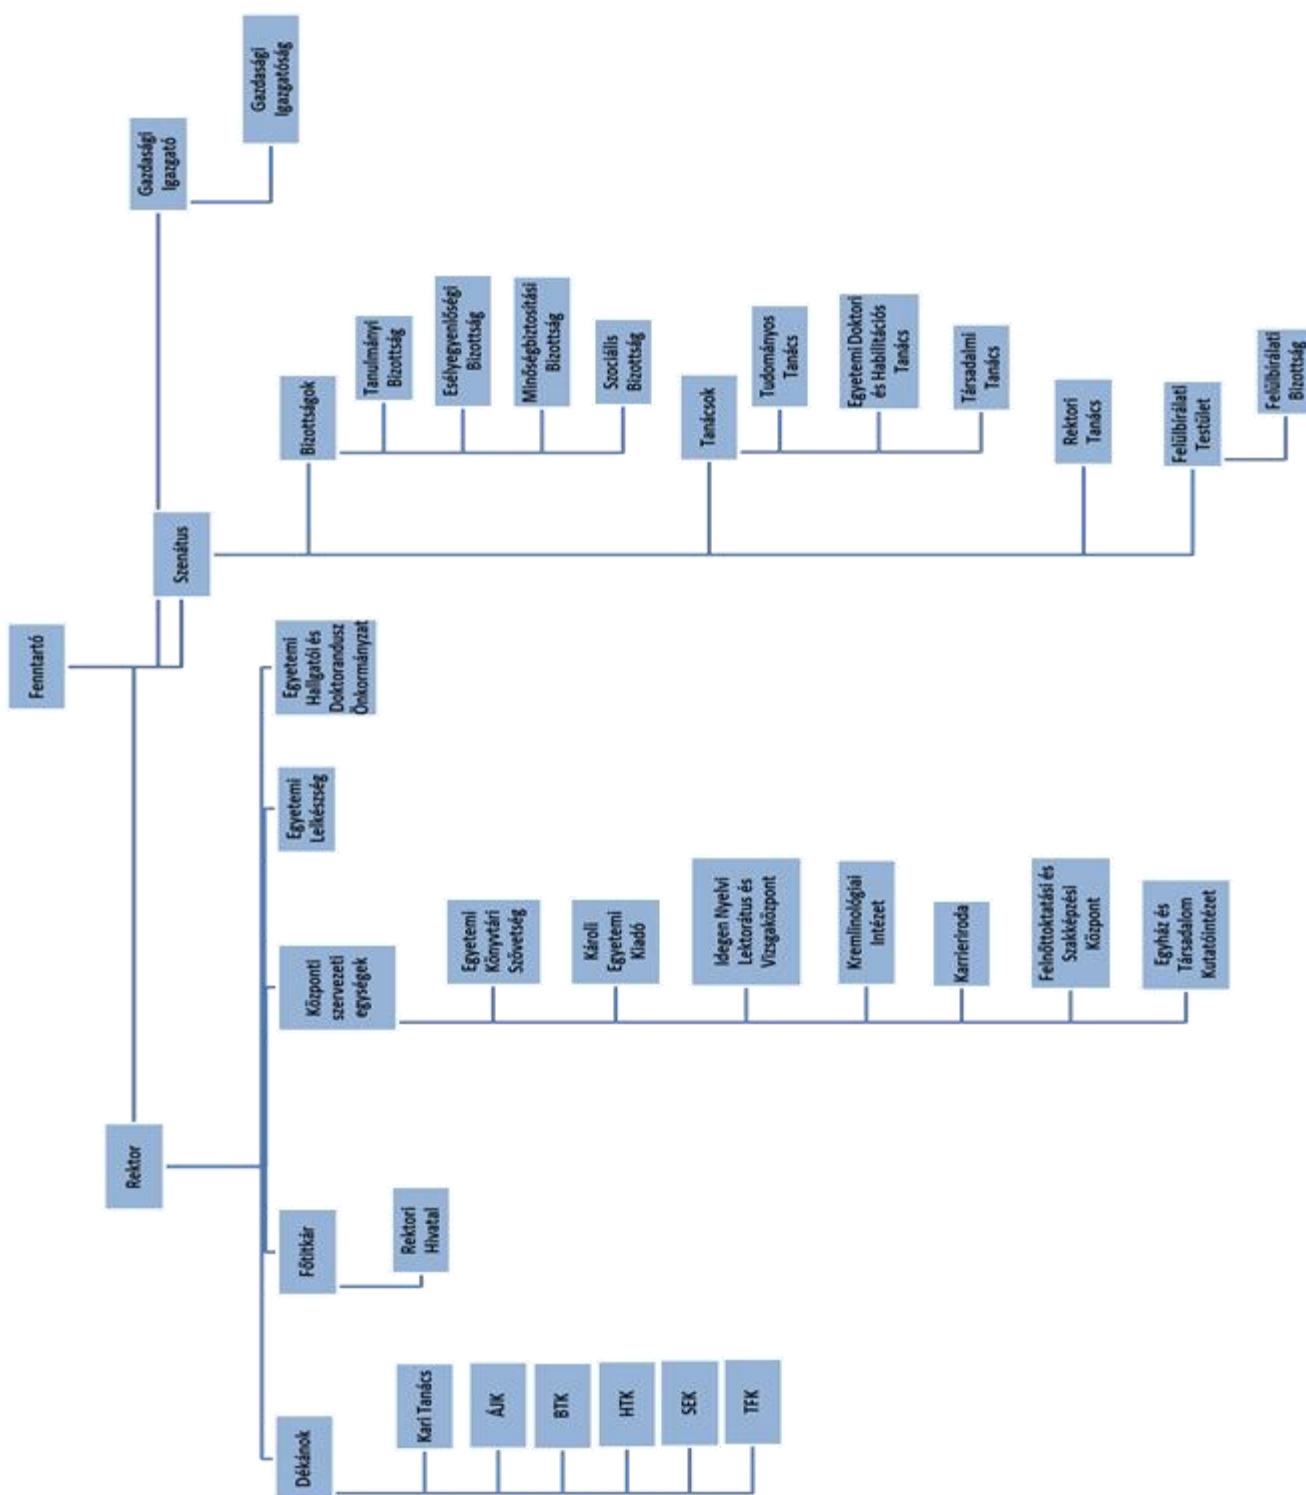 Fenntartó
Rektor
Szenátus
Gazdasági
Igazgató
Gazdasági
Igazgatóság
Dékánok
Kari Tanács
ÁJK
BTK
HTK
SEK
TFK
Főtitkár
Rektori
Hivatal
Központi
szervezeti
egységek
Egyetemi
Könyvtári
Szövetség
Károli
Egyetemi
Kiadó
Idegen Nyelvi
Lektorátus és
Vizsgaközpont
Kremlinológiai
Intézet
Karrieriroda
Felnőttoktatási és
Szakképzési
Központ
Egyház és
Társadalom
Kutatóintézet
Egyetemi
Lelkészség
Egyetemi
Hallgatói és
Doktorandusz
Önkormányzat
Bizottságok
Tanulmányi
Bizottság
Esélyegyenlőségi
Bizottság
Minőségbiztosítási
Bizottság
Szociális
Bizottság
Tanácsok
Tudományos
Tanács
Egyetemi Doktori
és Habilitációs
Tanács
Társadalmi
Tanács
Rektori
Tanács
Felülbírálati
Testület
Felülbírálati
Bizottság